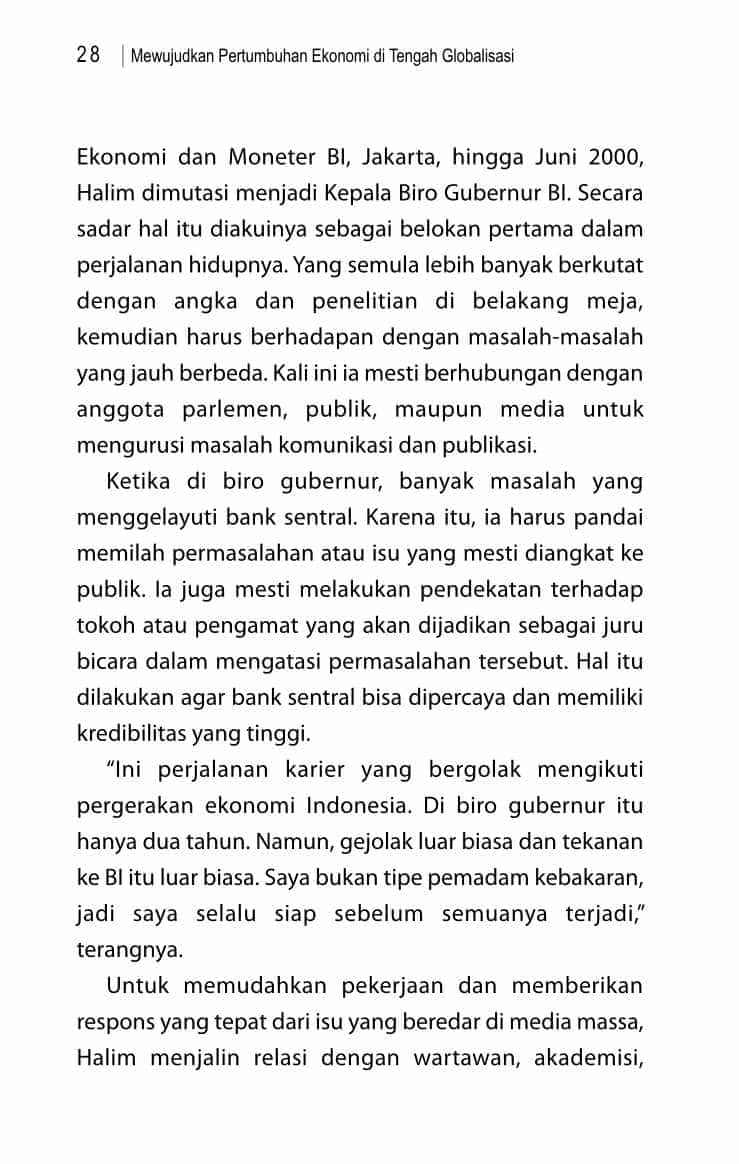 28 | Mewujudkan Pertumbuhan Ekonomi di Tengah Globalisasi
Ekonomi dan Moneter BI, Jakarta, hingga Juni 2000,
Halim dimutasi menjadi Kepala Biro Gubernur BI. Secara
sadar hal itu diakuinya sebagai belokan pertama dalam
perjalanan hidupnya. Yang semula lebih banyak berkutat
dengan angka dan penelitian di belakang meja,
kemudian harus berhadapan dengan masalah-masalah
yang jauh berbeda. Kali ini ia mesti berhubungan dengan
anggota parlemen, publik, maupun media untuk
mengurusi masalah komunikasi dan publikasi.
Ketika di biro gubernur, banyak masalah yang
menggelayuti bank sentral. Karena itu, ia harus pandai
memilah permasalahan atau isu yang mesti diangkat ke
publik. Ia juga mesti melakukan pendekatan terhadap
tokoh atau pengamat yang akan dijadikan sebagai juru
bicara dalam mengatasi permasalahan tersebut. Hal itu
dilakukan agar bank sentral bisa dipercaya dan memiliki
kredibilitas yang tinggi.
“Ini perjalanan karier yang bergolak mengikuti
pergerakan ekonomi Indonesia. Di biro gubernur itu
hanya dua tahun. Namun, gejolak luar biasa dan tekanan
ke BI itu luar biasa. Saya bukan tipe pemadam kebakaran,
jadi saya selalu siap sebelum semuanya terjadi,”
terangnya.
Untuk memudahkan pekerjaan dan memberikan
respons yang tepat dari isu yang beredar di media massa,
Halim menjalin relasi dengan wartawan, akademisi,